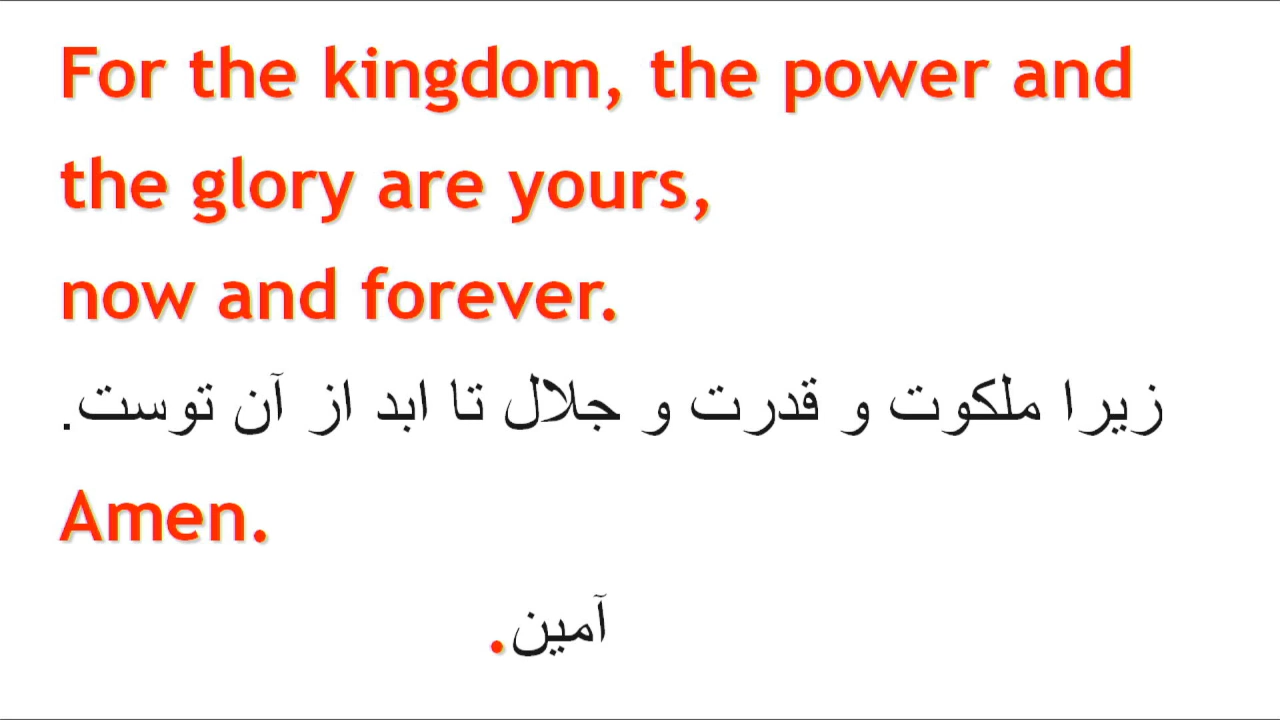 For the kingdom, the power and
the glory are yours,
now and forever.
زیرا ملکوت و قدرت و جلال تا ابد از آن توست.
Amen.
آمین.